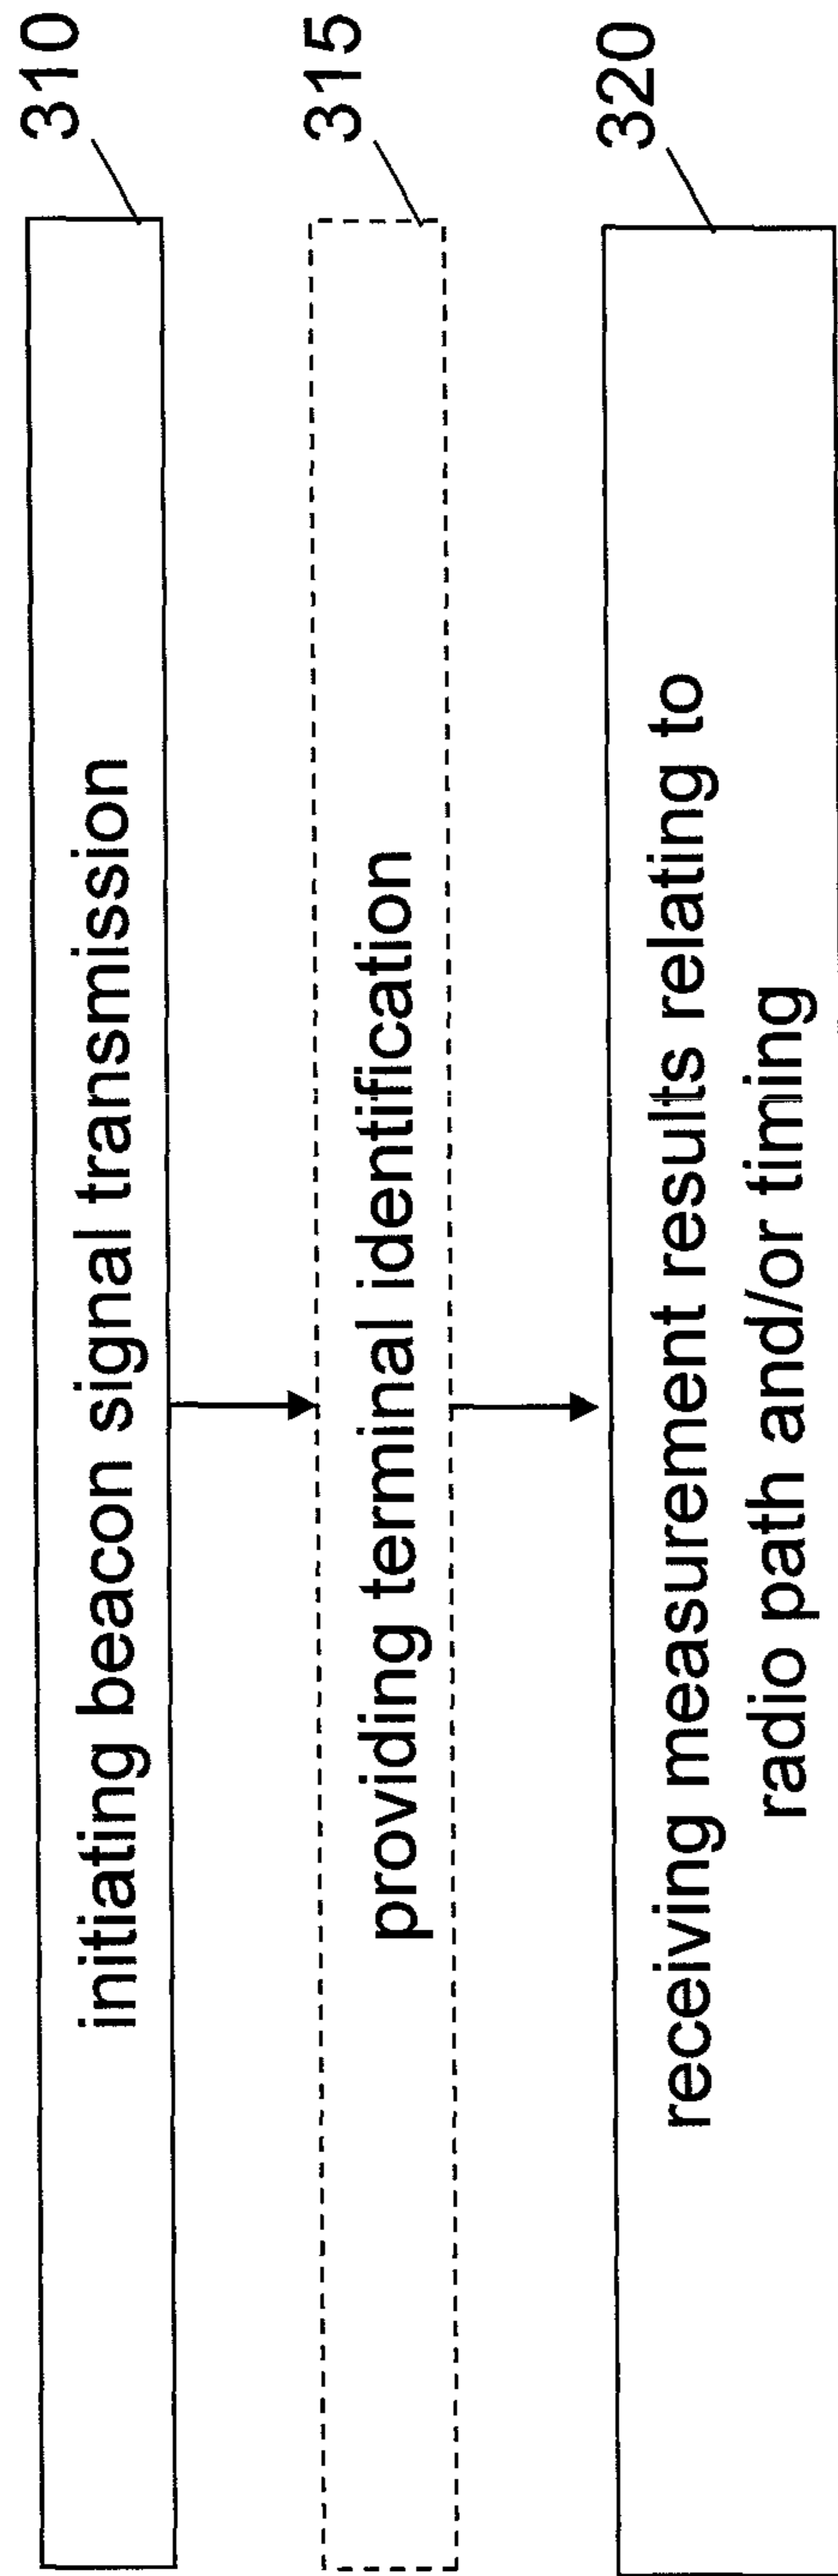 310
initiating beacon signal transmission
315
providing terminal identification
320
receiving measurement results relating to
radio path and/or timing